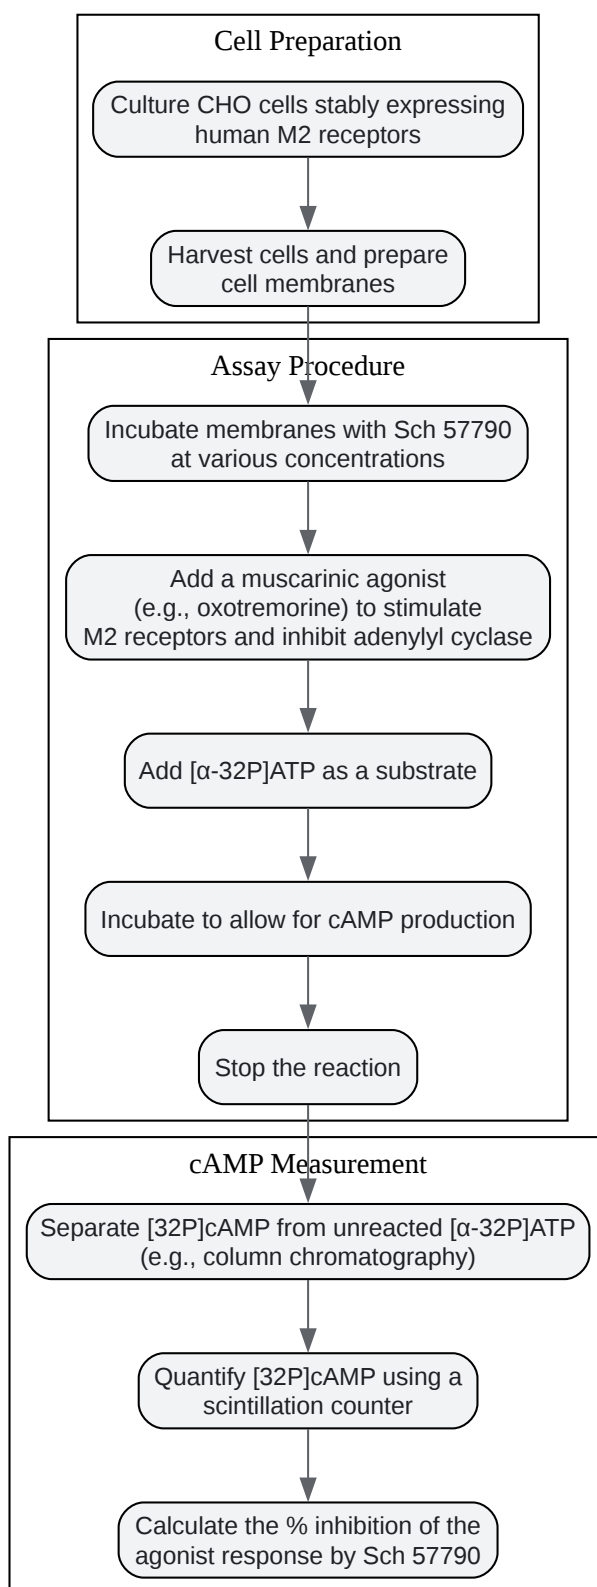 Cell Preparation
Culture CHO cells stably expressing
human M2 receptors
Harvest cells and prepare
cell membranes
Assay Procedure
Incubate membranes with Sch 57790
at various concentrations
Add a muscarinic agonist
(e.g., oxotremorine) to stimulate
M2 receptors and inhibit adenylyl cyclase
Add [α-32P]ATP as a substrate
Incubate to allow for cAMP production
Stop the reaction
cAMP Measurement
Separate [32P]cAMP from unreacted [α-32P]ATP
(e.g., column chromatography)
Quantify [32P]cAMP using a
scintillation counter
Calculate the % inhibition of the
agonist response by Sch 57790